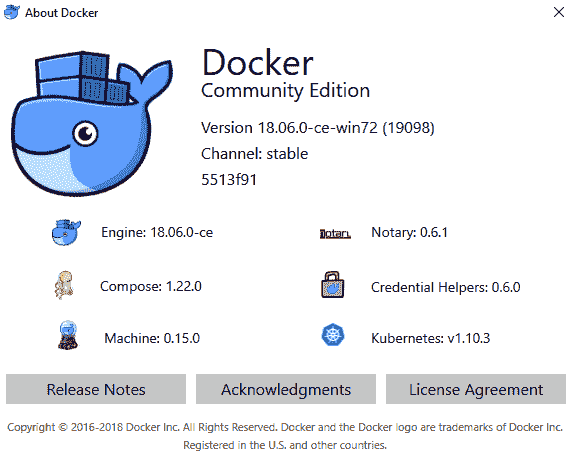 About Docker
Docker
Community Edition
Version 18.06.0-ce-win72 (19098)
Channel: stable
5513f91
Engine: 18.06.0-ce
Notary: 0.6.1
Compose: 1.22.0
Credential Helpers: 0.6.0
Machine: 0.15.0
Kubernetes: v1.10.3
Release Notes
Acknowledgments
License Agreement
Copyright © 2016-2018 Docker Inc. All Rights Reserved. Docker and the Docker logo are trademarks of Docker Inc.
Registered in the U.S. and other countries.